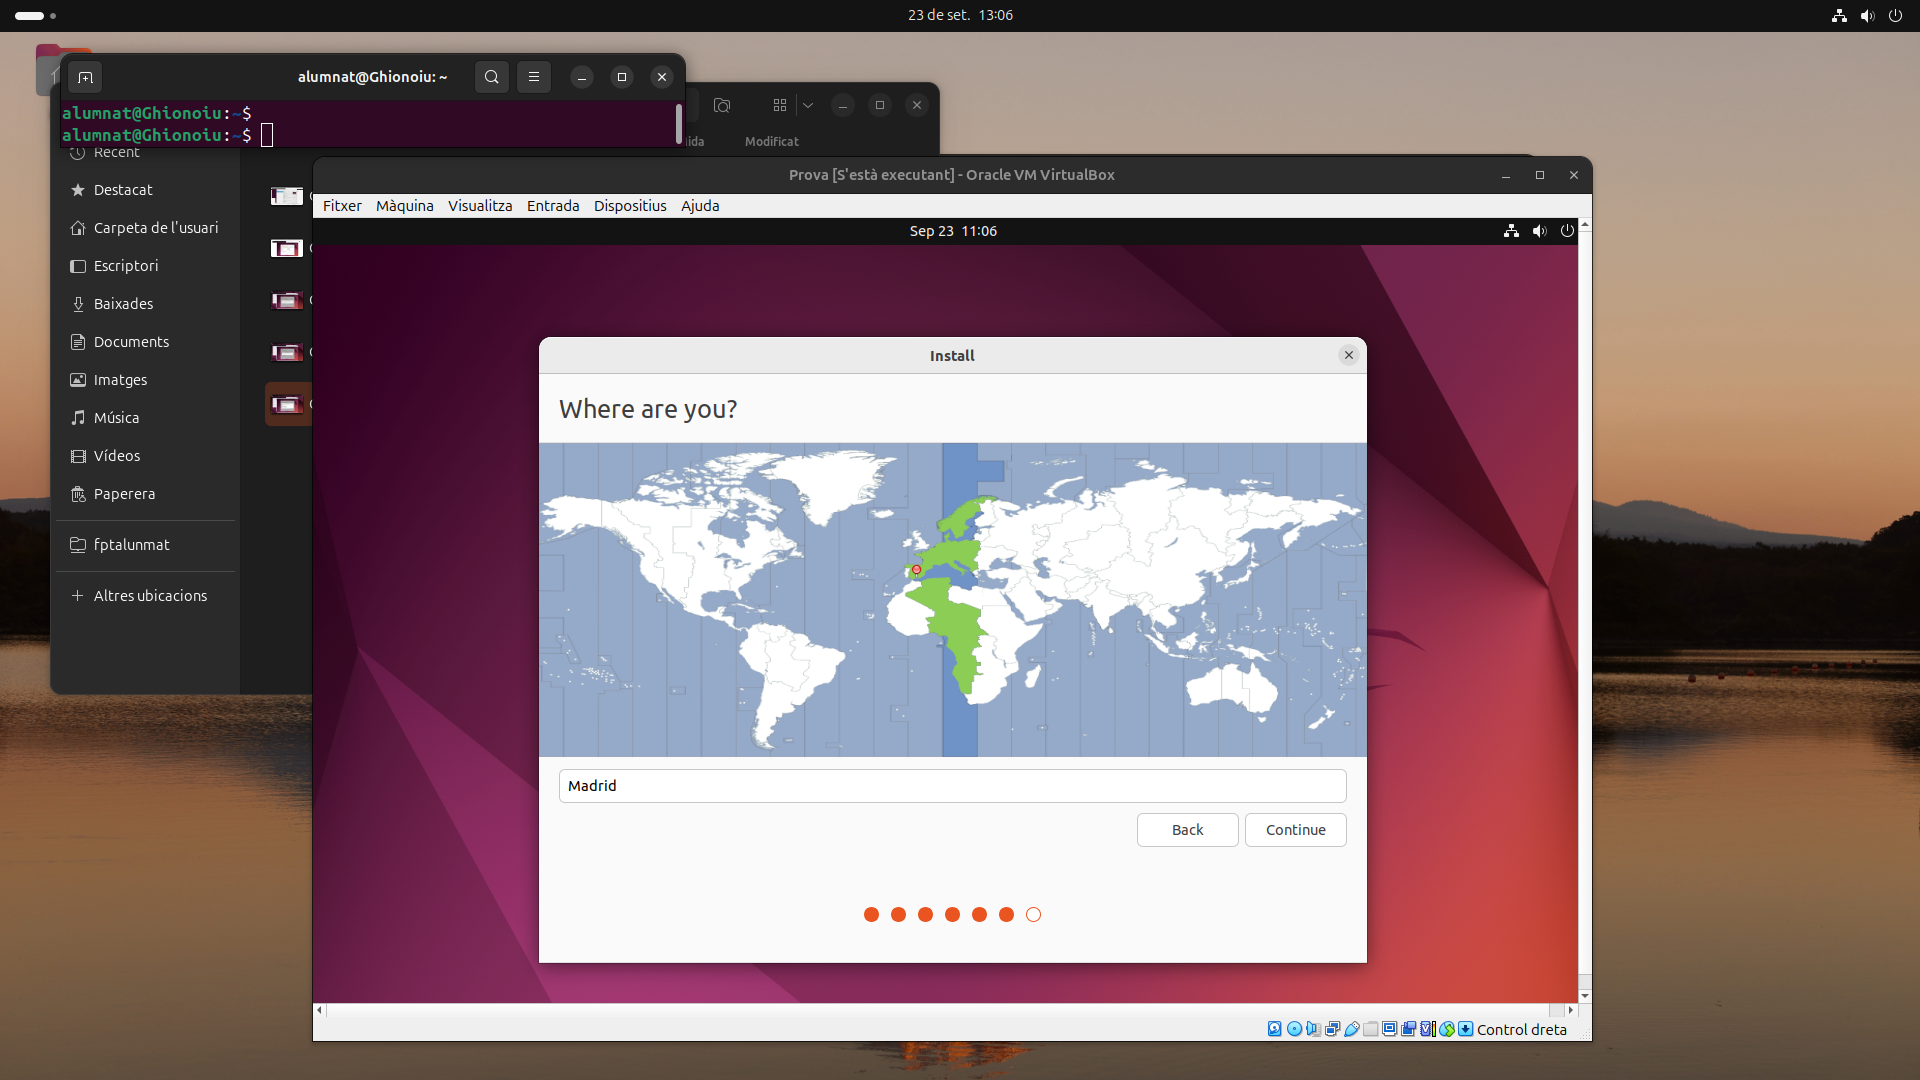 23 de set.  13:06
alumnat@Ghionoiu: ~
alumnat@Ghionoiu:~$
alumnat@Ghionoiu:~$
Modificat
Recent
Destacat
Carpeta de l'usuari
Escriptori
Baixades
Documents
Imatges
Música
Vídeos
Paperera
fptalunmat
Altres ubicacions
Prova [S'està executant] - Oracle VM VirtualBox
Fitxer Màquina Visualitza Entrada Dispositius Ajuda
Sep 23  11:06
Install
Where are you?
Madrid
Back Continue
Control dreta